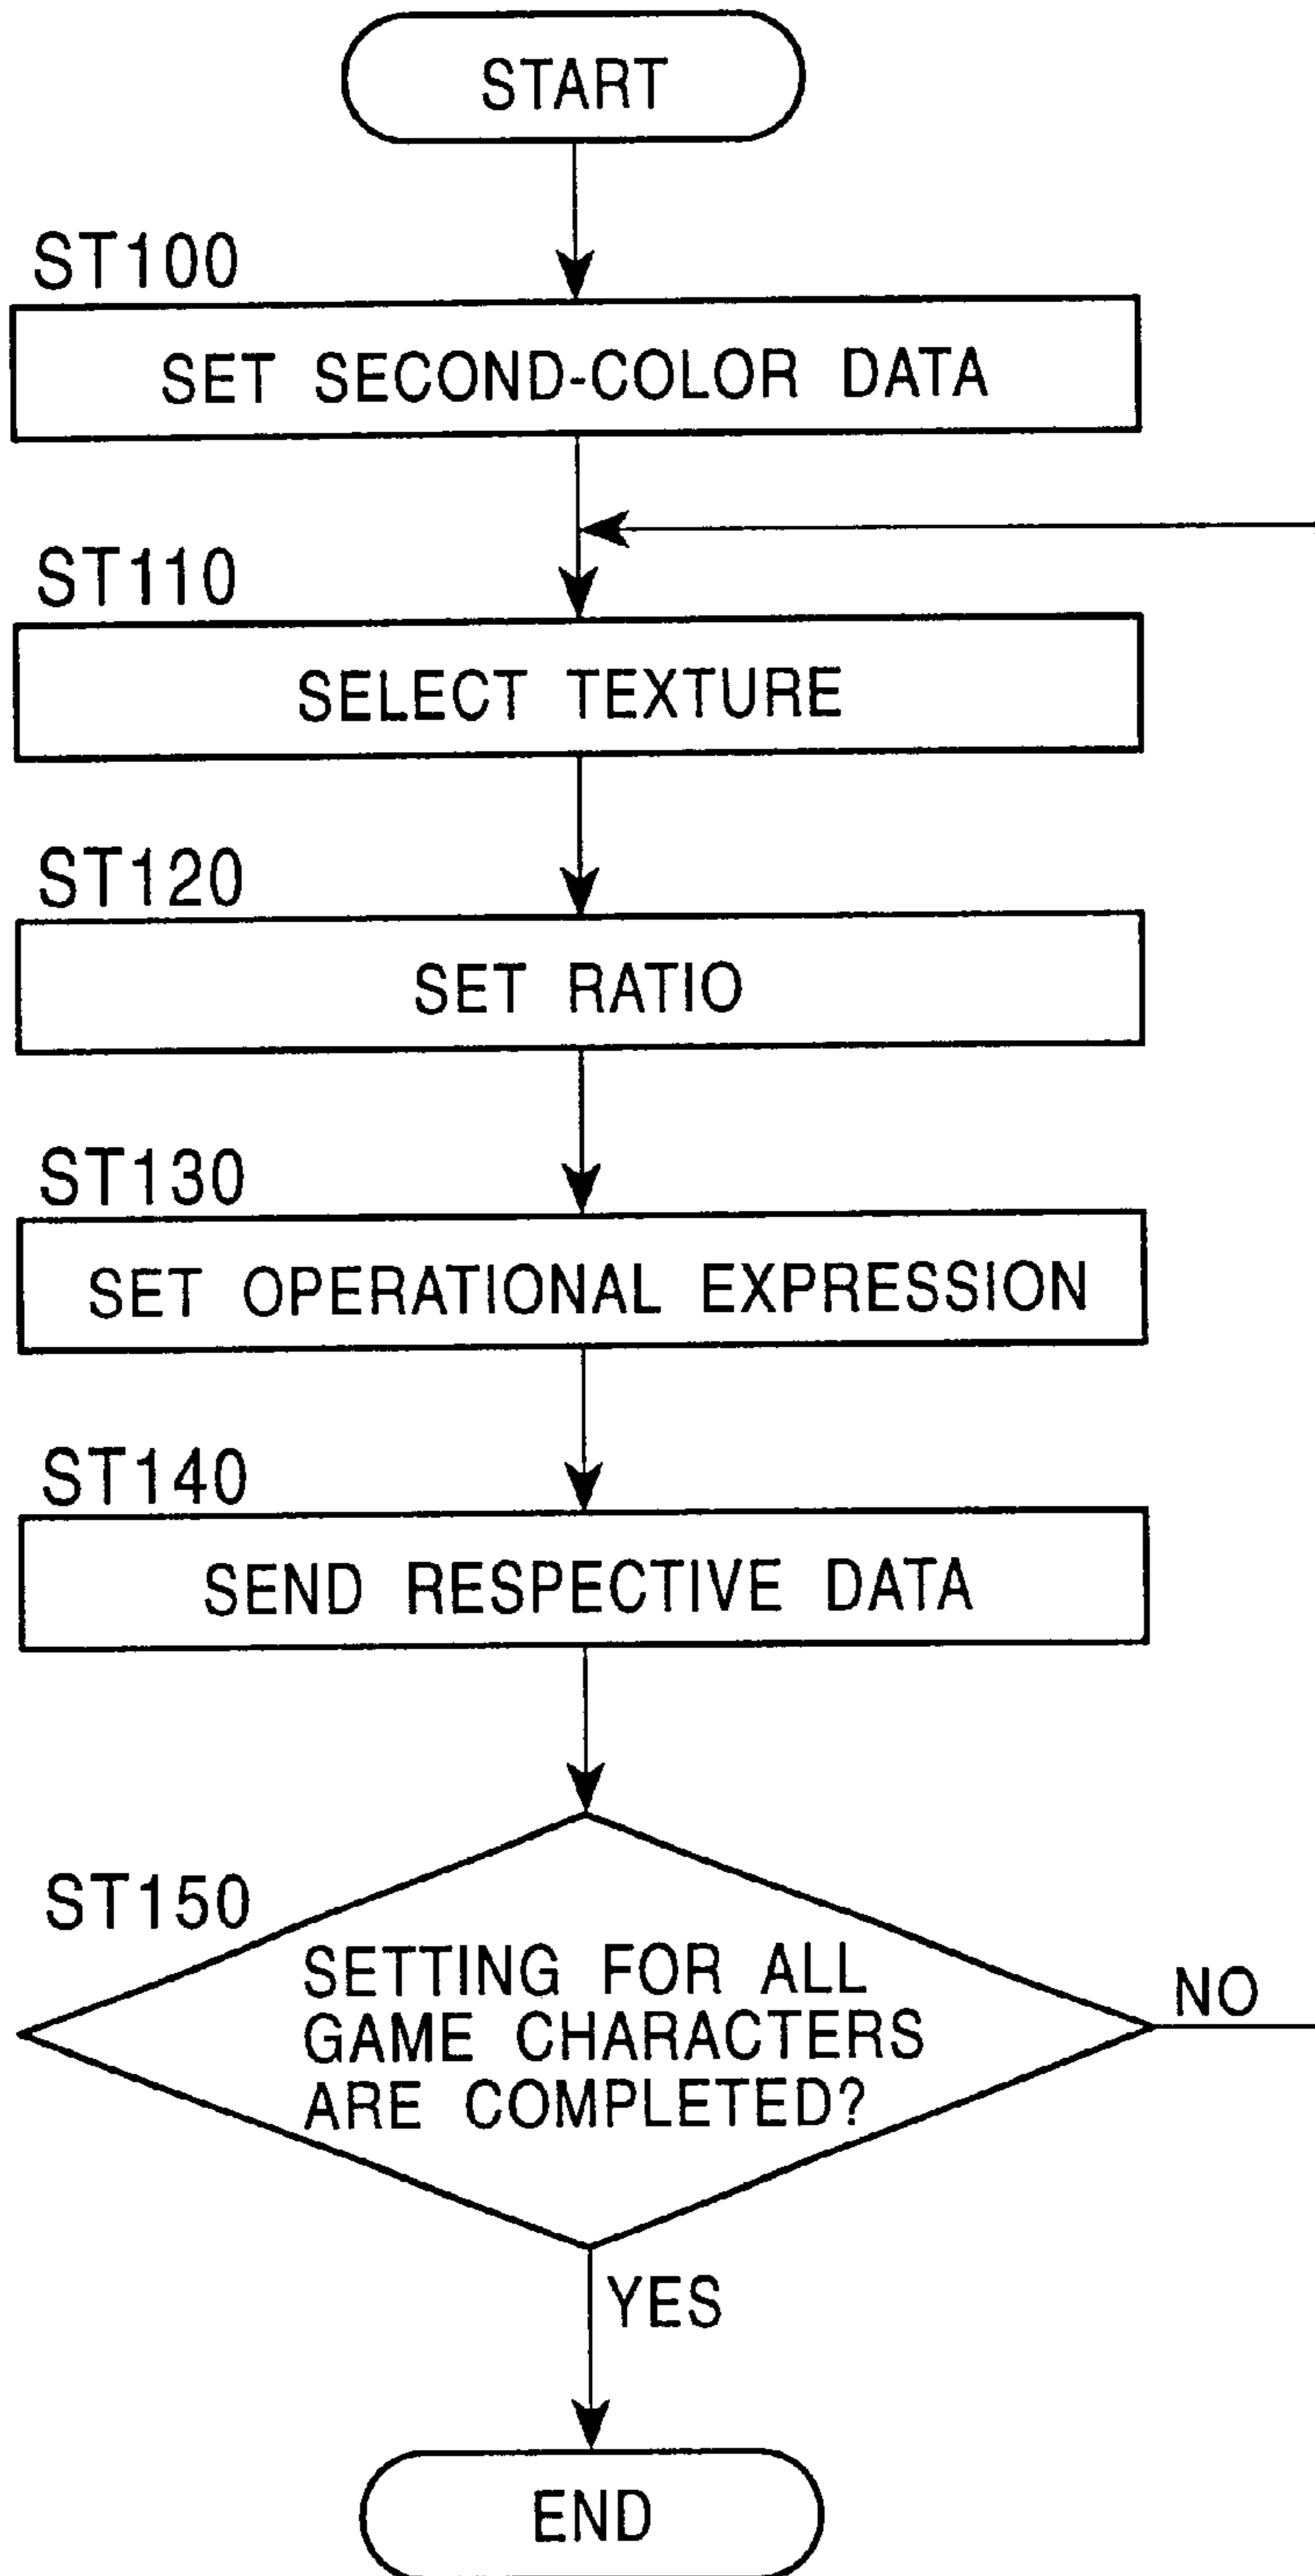 START
ST100
SET SECOND-COLOR DATA
ST110
SELECT TEXTURE
ST120
SET RATIO
ST130
SET OPERATIONAL EXPRESSION
ST140
SEND RESPECTIVE DATA
ST150
SETTING FOR ALL
GAME CHARACTERS
ARE COMPLETED?
NO
YES
END